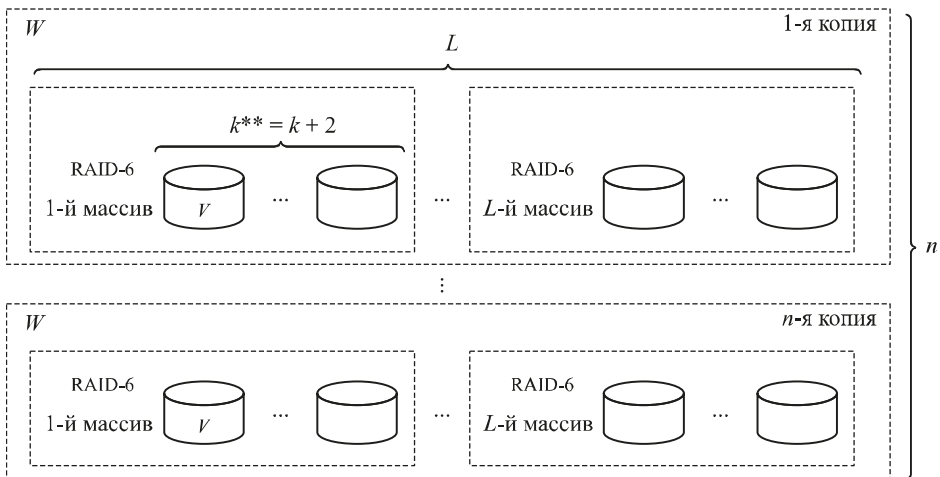 W 1-я копия
L
k** = k + 2
RAID-6 RAID-6
1-й массив V ... ... L-й массив ...
n
⋮
W n-я копия
RAID-6 RAID-6
1-й массив V ... ... L-й массив ...